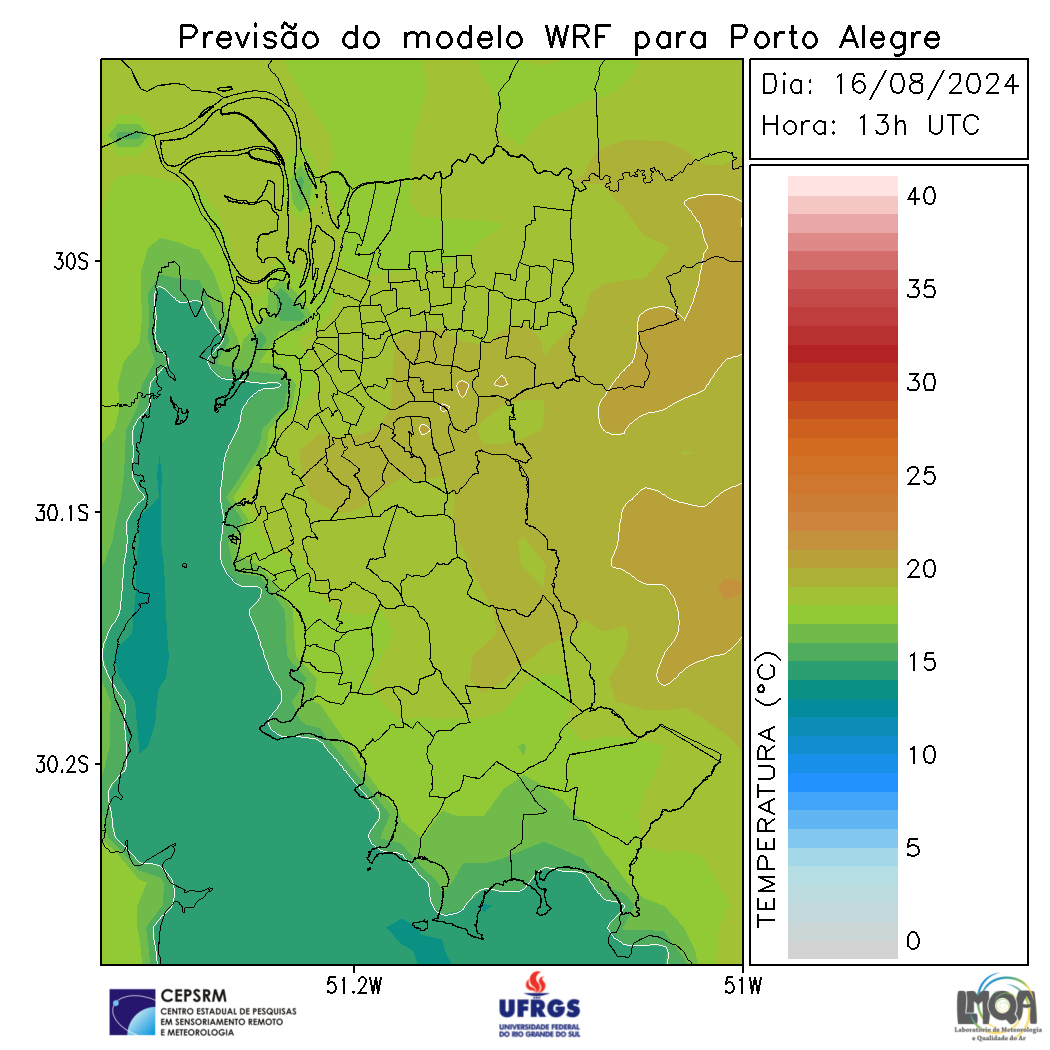 Previsão do modelo WRF para Porto Alegre
Dia: 16/08/2024
Hora: 13h UTC
30S
30.1S
30.2S
51.2W
51W
TEMPERATURA (°C)
40
35
30
25
20
15
10
5
0
CEPSRM
CENTRO ESTADUAL DE PESQUISAS
EM SENSORIAMENTO REMOTO
E METEOROLOGIA
UFRGS
UNIVERSIDADE FEDERAL
DO RIO GRANDE DO SUL
LMQA
Laboratório de Meteorologia
e Qualidade do Ar